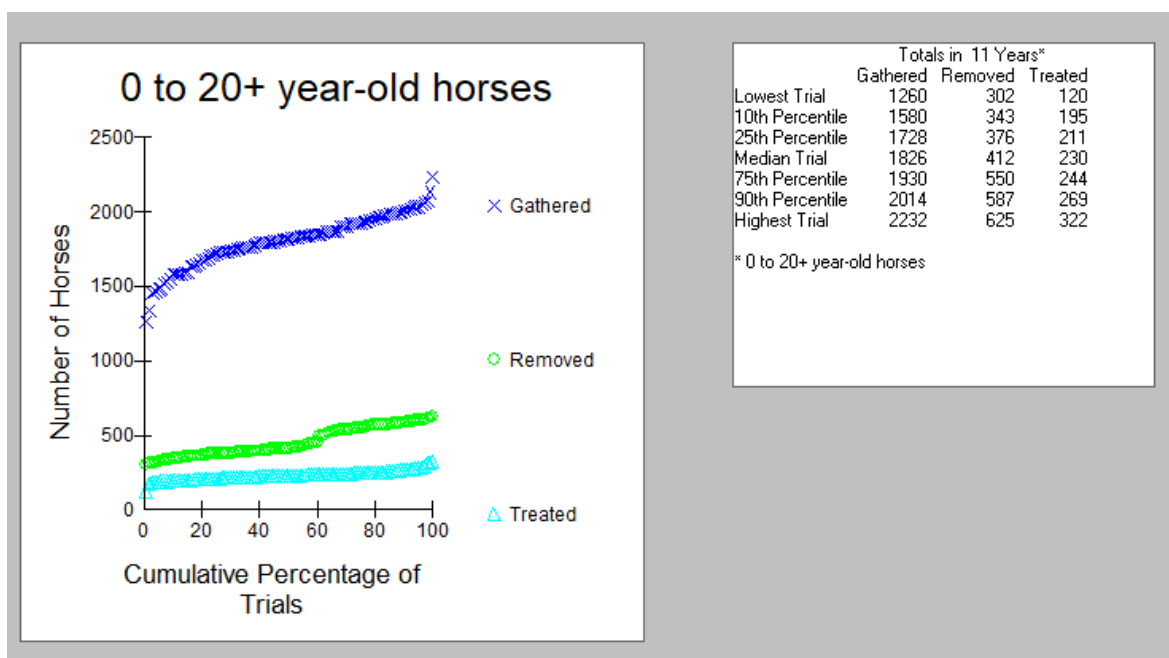 0 to 20+ year-old horses
2500
2000
1500
1000
500
0
Number of Horses
0 20 40 60 80 100
Cumulative Percentage of
Trials
Gathered
Removed
Treated
Totals in 11 Years*
Gathered Removed Treated
Lowest Trial 1260 302 120
10th Percentile 1580 343 195
25th Percentile 1728 376 211
Median Trial 1826 412 230
75th Percentile 1930 550 244
90th Percentile 2014 587 269
Highest Trial 2232 625 322
* 0 to 20+ year-old horses